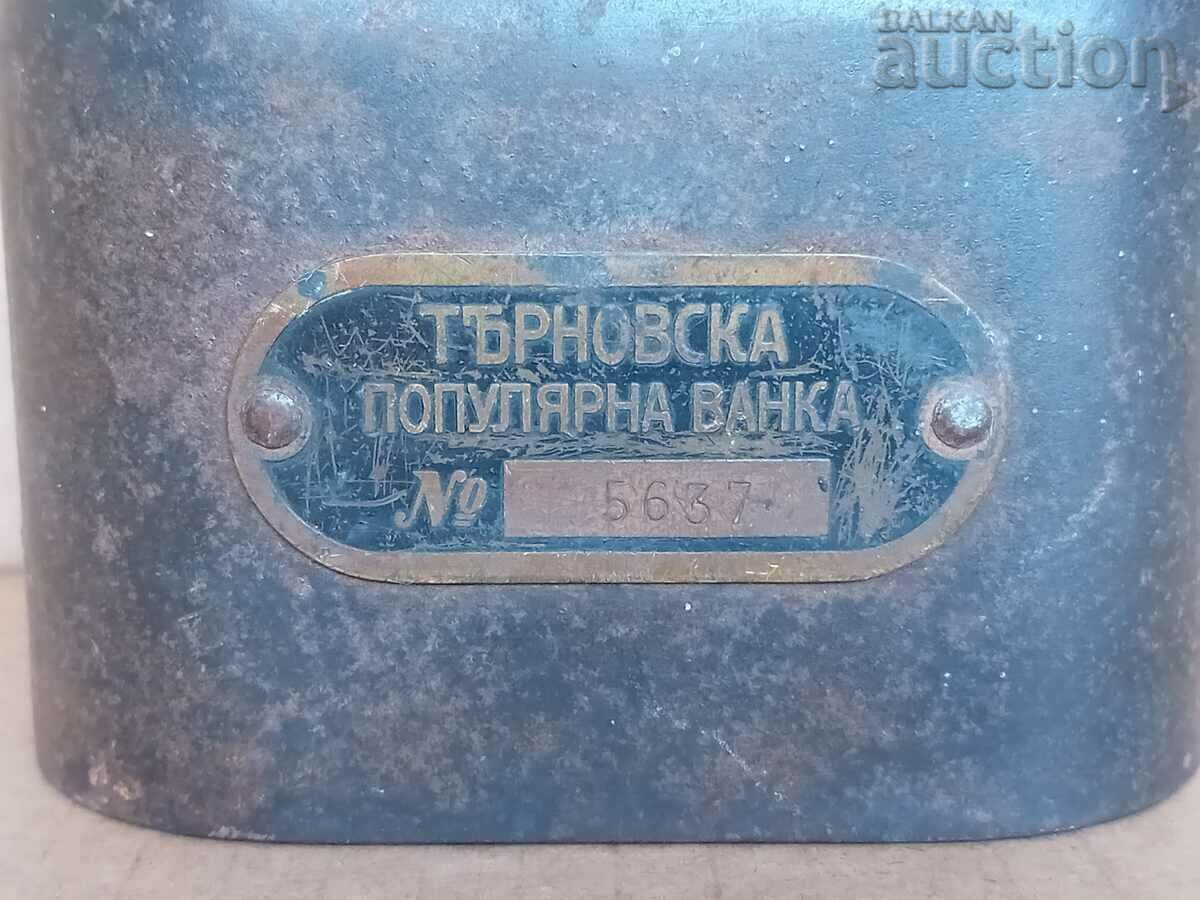 BALKAN
auction
ТЪРНОВСКА
ПОПУЛЯРНА ВАНКА
№ 5637